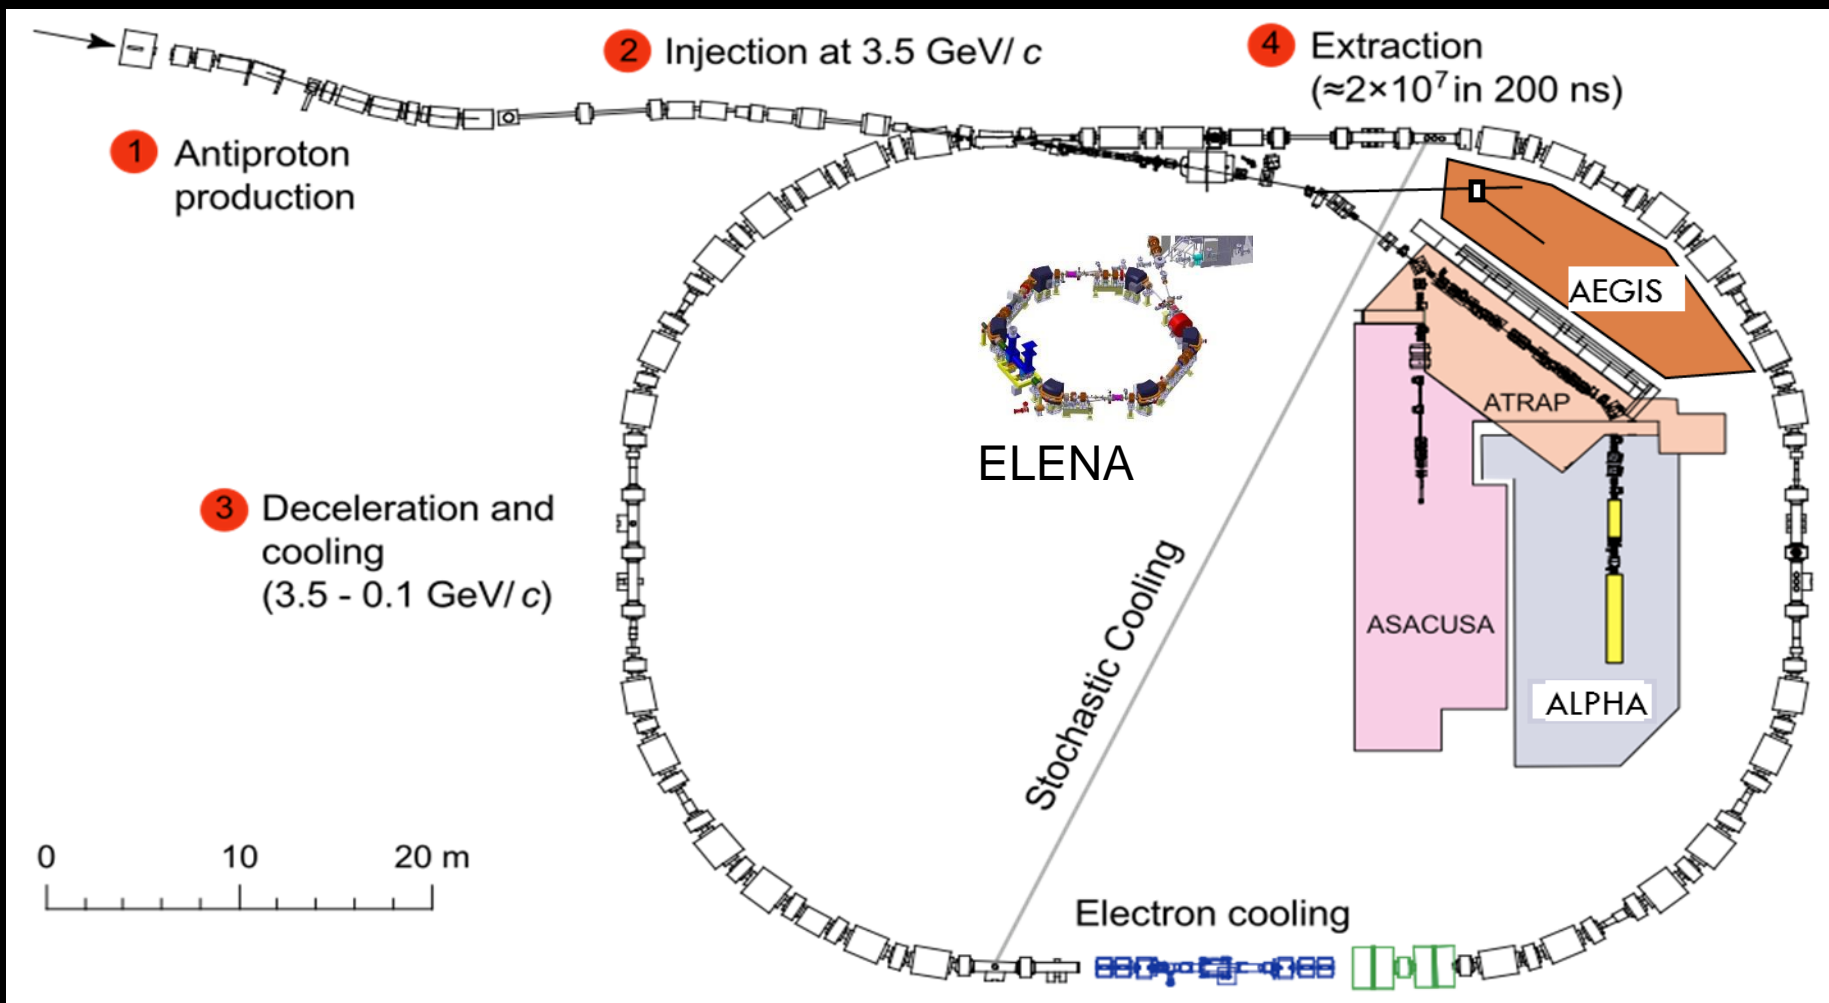 1 Antiproton
production
2 Injection at 3.5 GeV/ c
4 Extraction
(≈2×10⁷ in 200 ns)
AEGIS
ATRAP
ELENA
3 Deceleration and
cooling
(3.5 - 0.1 GeV/ c)
Stochastic Cooling
ASACUSA
ALPHA
0 10 20 m
Electron cooling